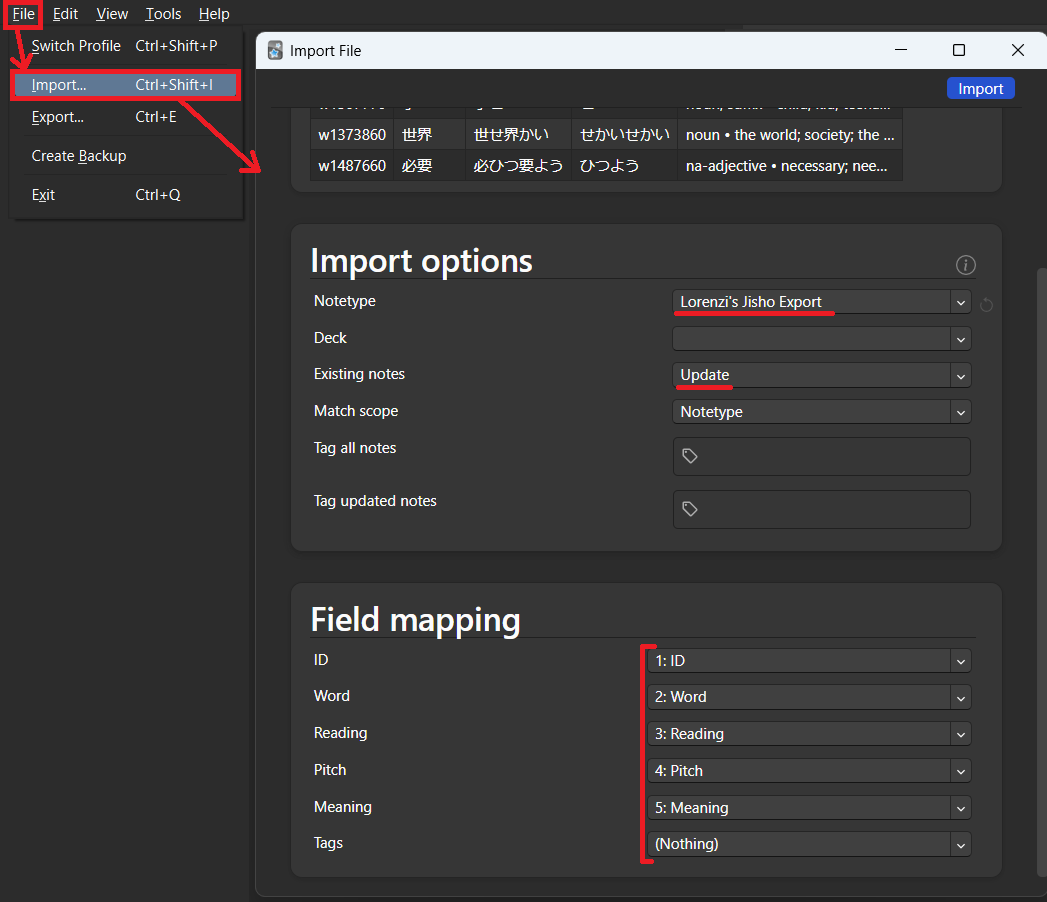 File Edit View Tools Help
Switch Profile Ctrl+Shift+P
Import... Ctrl+Shift+I
Export... Ctrl+E
Create Backup
Exit Ctrl+Q
Import File
Import
w1373860 世界 世せ界かい せかいせかい noun • the world; society; the ...
w1487660 必要 必ひつ要よう ひつよう na-adjective • necessary; nee...
Import options
Notetype Lorenzi's Jisho Export
Deck
Existing notes Update
Match scope Notetype
Tag all notes
Tag updated notes
Field mapping
ID 1: ID
Word 2: Word
Reading 3: Reading
Pitch 4: Pitch
Meaning 5: Meaning
Tags (Nothing)